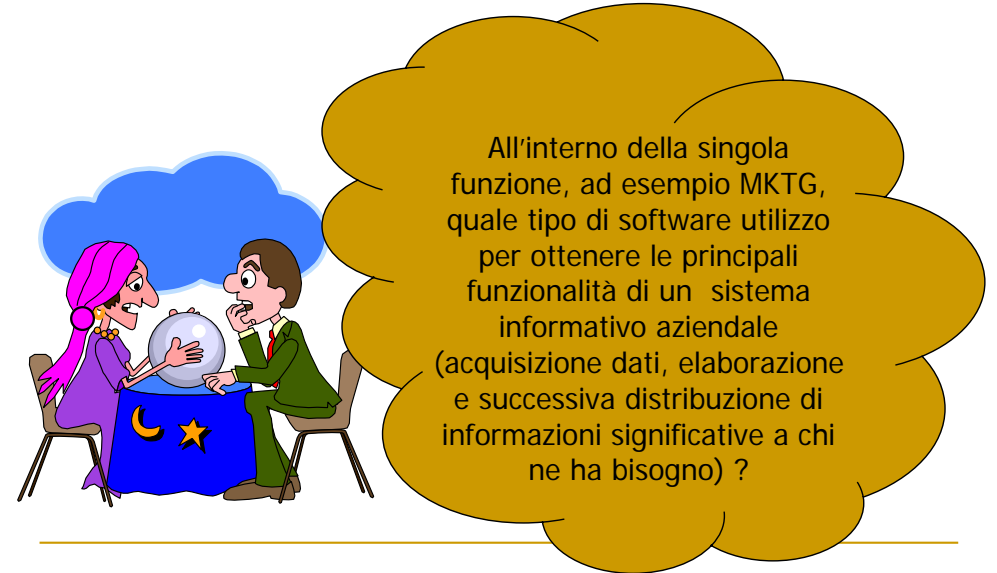 All'interno della singola
funzione, ad esempio MKTG,
quale tipo di software utilizzo
per ottenere le principali
funzionalità di un sistema
informativo aziendale
(acquisizione dati, elaborazione
e successiva distribuzione di
informazioni significative a chi
ne ha bisogno) ?